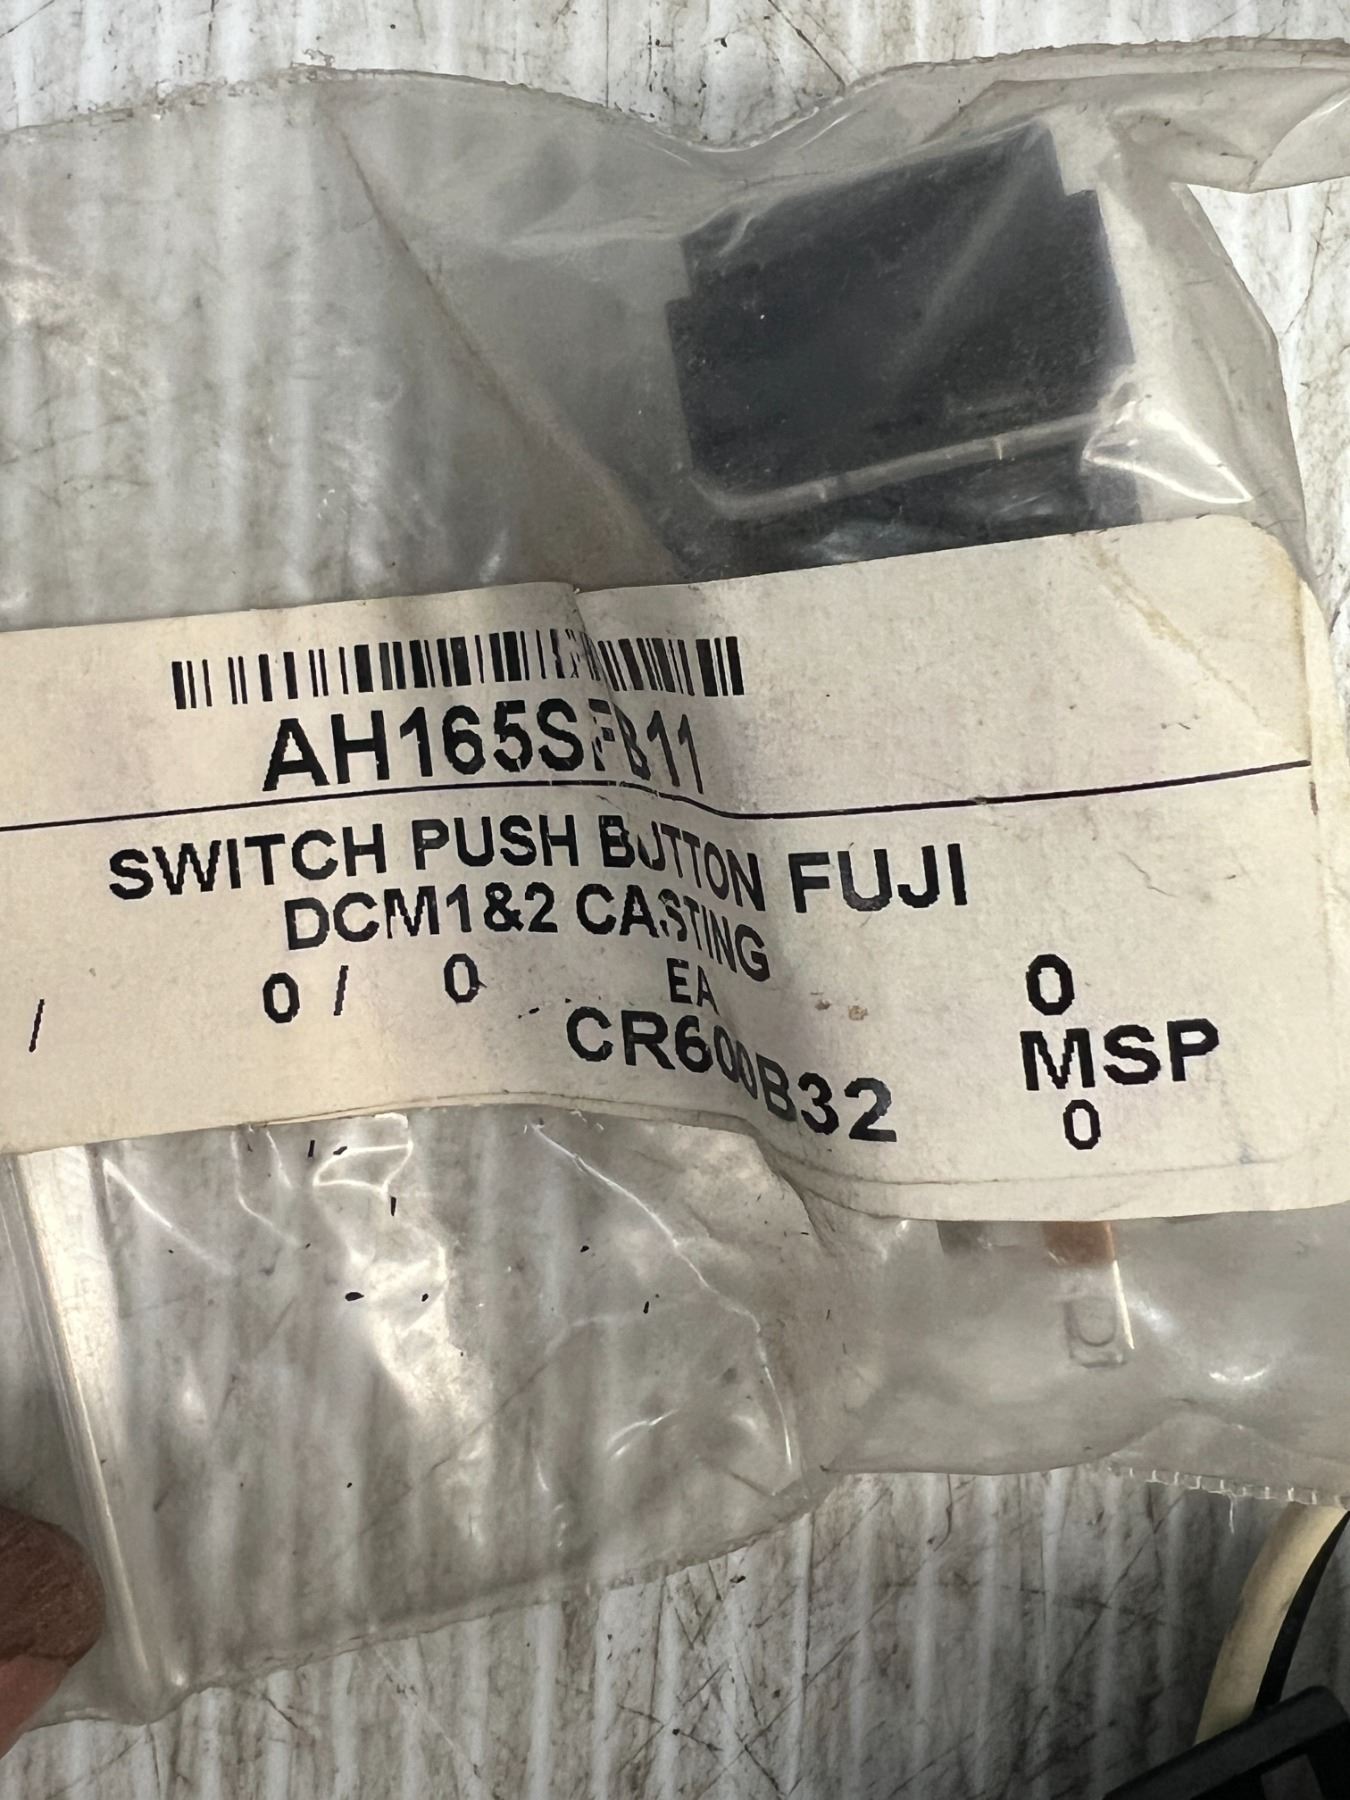 AH165SFB11
SWITCH PUSH BUTTON FUJI
DCM1&2 CASTING
/ 0 / 0 EA 0
CR600B32 MSP
0